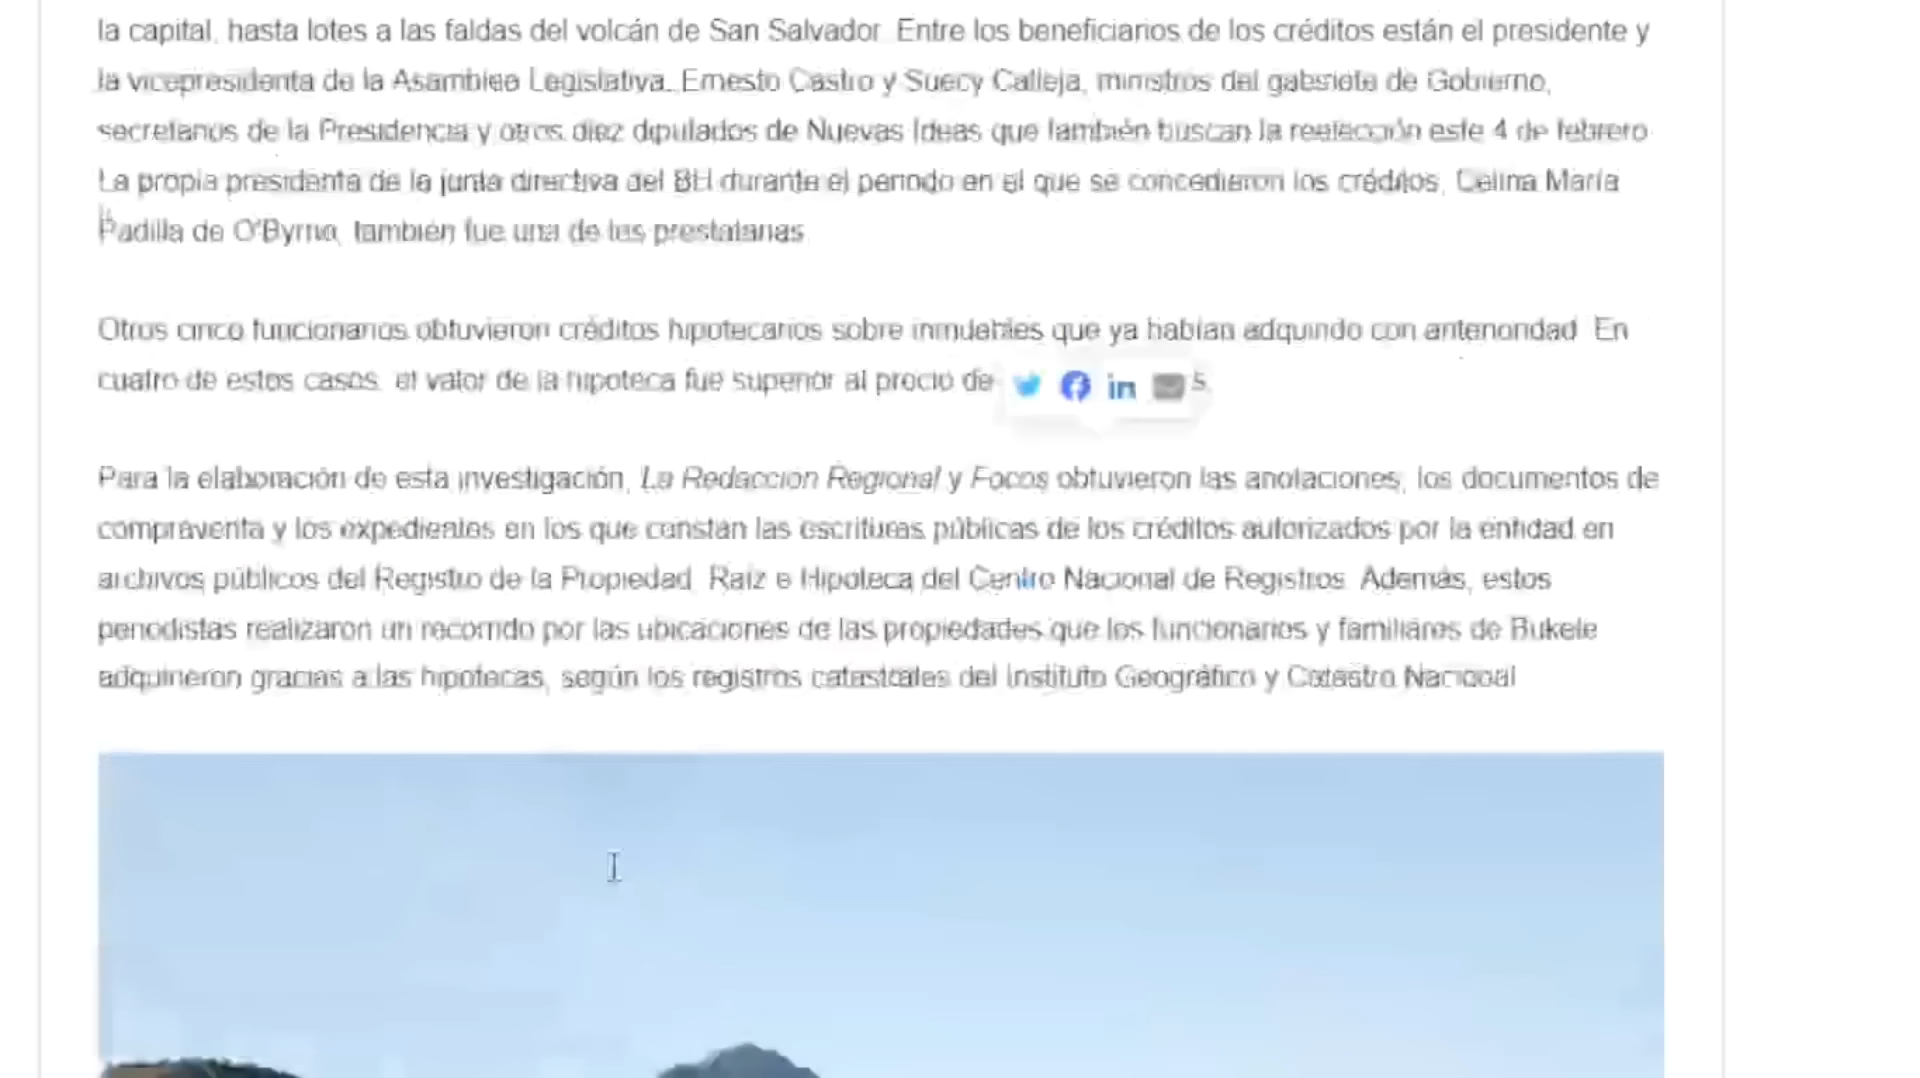 la capital, hasta lotes a las faldas del volcán de San Salvador. Entre los beneficiarios de los créditos están el presidente y
la vicepresidenta de la Asamblea Legislativa, Ernesto Castro y Suecy Calleja, ministros del gabinete de Gobierno,
secretarios de la Presidencia y otros diez diputados de Nuevas Ideas que también buscan la reelección este 4 de febrero.
La propia presidenta de la junta directiva del BH durante el periodo en el que se concedieron los créditos, Celina María
Padilla de O'Byrne, también fue una de las prestatarias.
Otros cinco funcionarios obtuvieron créditos hipotecarios sobre inmuebles que ya habían adquirido con anterioridad. En
cuatro de estos casos, el valor de la hipoteca fue superior al precio de
Para la elaboración de esta investigación, La Redacción Regional y Focos obtuvieron las anotaciones, los documentos de
compraventa y los expedientes en los que constan las escrituras públicas de los créditos autorizados por la entidad en
archivos públicos del Registro de la Propiedad Raíz e Hipoteca del Centro Nacional de Registros. Además, estos
periodistas realizaron un recorrido por las ubicaciones de las propiedades que los funcionarios y familiares de Bukele
adquirieron gracias a las hipotecas, según los registros catastrales del Instituto Geográfico y Catastro Nacional.